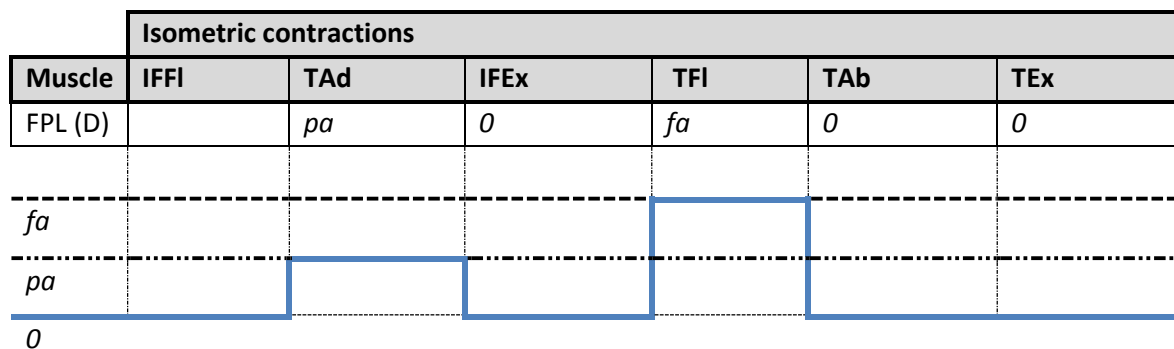 Isometric contractions
Muscle IFFl TAd IFEx TFl TAb TEx
FPL (D) pa 0 fa 0 0
fa
pa
0